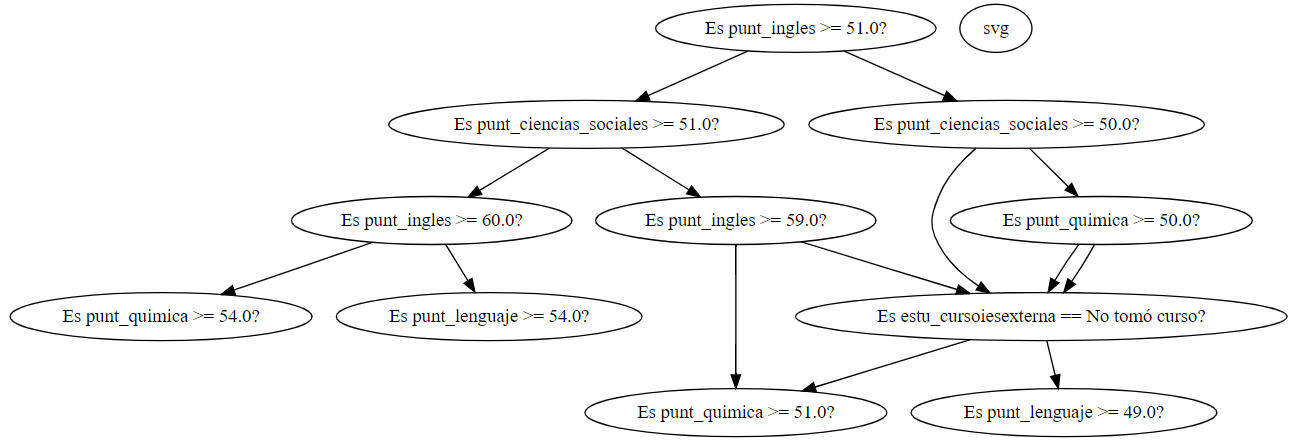 Es punt_ingles >= 51.0?
svg
Es punt_ciencias_sociales >= 51.0?
Es punt_ciencias_sociales >= 50.0?
Es punt_ingles >= 60.0?
Es punt_ingles >= 59.0?
Es punt_quimica >= 50.0?
Es punt_quimica >= 54.0?
Es punt_lenguaje >= 54.0?
Es estu_cursoiesexterna == No tomó curso?
Es punt_quimica >= 51.0?
Es punt_lenguaje >= 49.0?